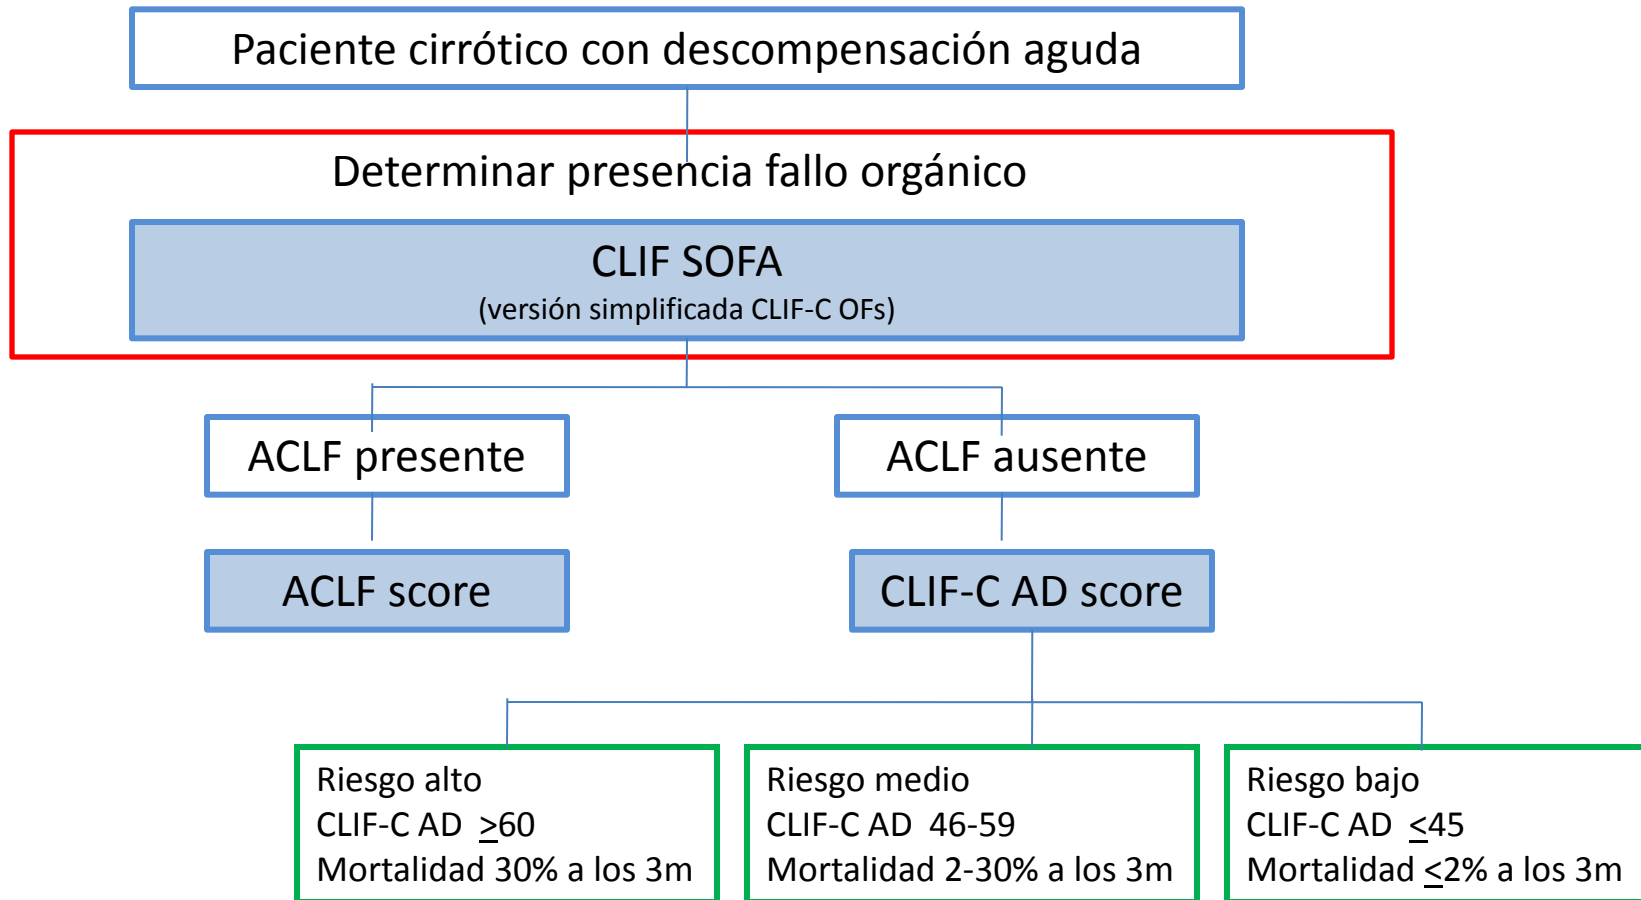 Paciente cirrótico con descompensación aguda
Determinar presencia fallo orgánico
CLIF SOFA
(versión simplificada CLIF-C OFs)
ACLF presente
ACLF ausente
ACLF score
CLIF-C AD score
Riesgo alto
CLIF-C AD ≥60
Mortalidad 30% a los 3m
Riesgo medio
CLIF-C AD 46-59
Mortalidad 2-30% a los 3m
Riesgo bajo
CLIF-C AD ≤45
Mortalidad ≤2% a los 3m